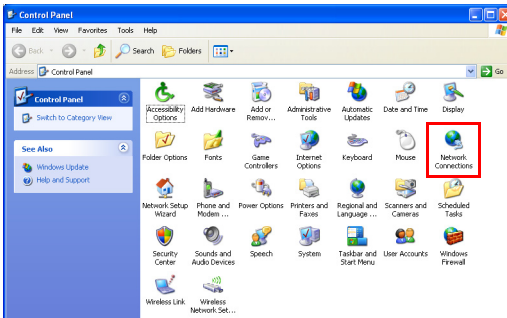 Control Panel
File Edit View Favorites Tools Help
Back Search Folders
Address Control Panel Go
Control Panel
Switch to Category View
See Also
Windows Update
Help and Support
Accessibility Options
Add Hardware
Add or Remov...
Administrative Tools
Automatic Updates
Date and Time
Display
Folder Options
Fonts
Game Controllers
Internet Options
Keyboard
Mouse
Network Connections
Network Setup Wizard
Phone and Modem ...
Power Options
Printers and Faxes
Regional and Language ...
Scanners and Cameras
Scheduled Tasks
Security Center
Sounds and Audio Devices
Speech
System
Taskbar and Start Menu
User Accounts
Windows Firewall
Wireless Link
Wireless Network Set...